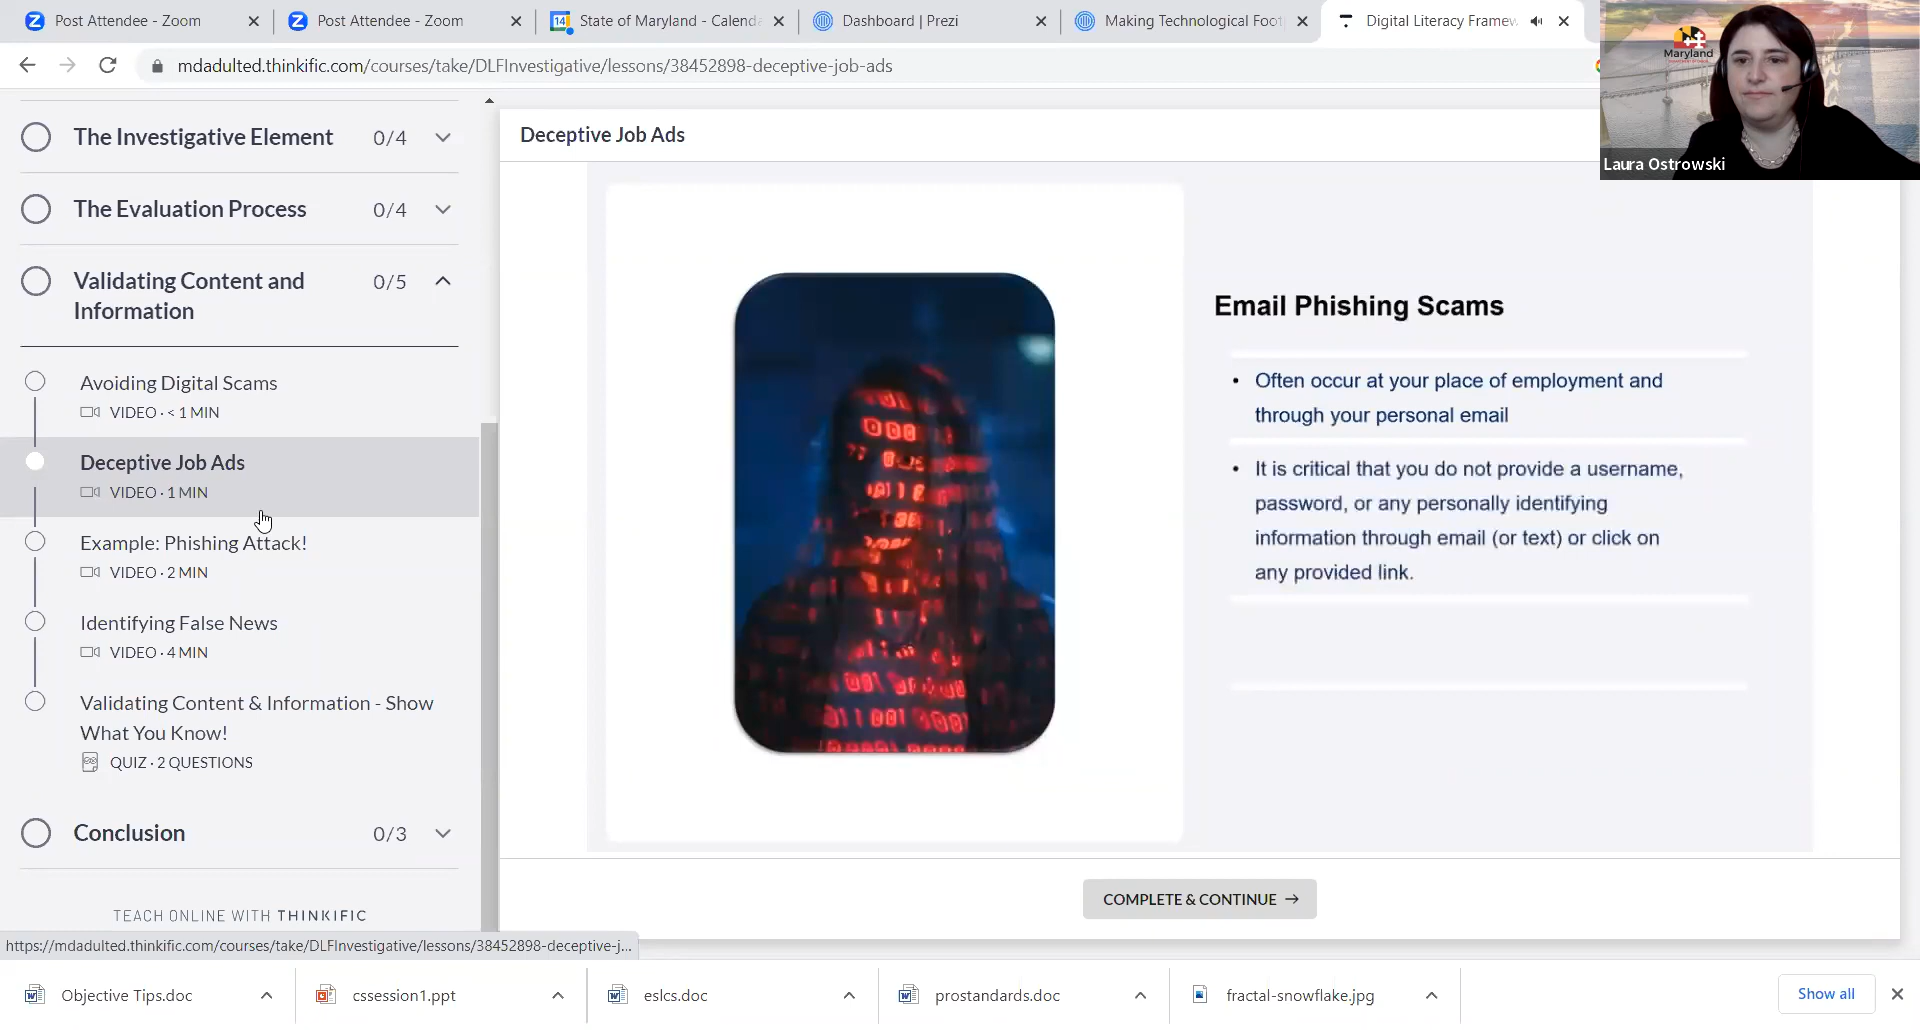 Post Attendee - Zoom
Post Attendee - Zoom
State of Maryland - Calenda
Dashboard | Prezi
Making Technological Foot
Digital Literacy Framew
mdadulted.thinkific.com/courses/take/DLFInvestigative/lessons/38452898-deceptive-job-ads
Maryland
Laura Ostrowski
The Investigative Element 0/4
The Evaluation Process 0/4
Validating Content and
Information
0/5
Avoiding Digital Scams
VIDEO · < 1 MIN
Deceptive Job Ads
VIDEO · 1 MIN
Example: Phishing Attack!
VIDEO · 2 MIN
Identifying False News
VIDEO · 4 MIN
Validating Content & Information - Show
What You Know!
QUIZ · 2 QUESTIONS
Conclusion 0/3
TEACH ONLINE WITH THINKIFIC
https://mdadulted.thinkific.com/courses/take/DLFInvestigative/lessons/38452898-deceptive-j...
Deceptive Job Ads
Email Phishing Scams
• Often occur at your place of employment and
through your personal email
• It is critical that you do not provide a username,
password, or any personally identifying
information through email (or text) or click on
any provided link.
COMPLETE & CONTINUE →
Objective Tips.doc
cssession1.ppt
eslcs.doc
prostandards.doc
fractal-snowflake.jpg
Show all